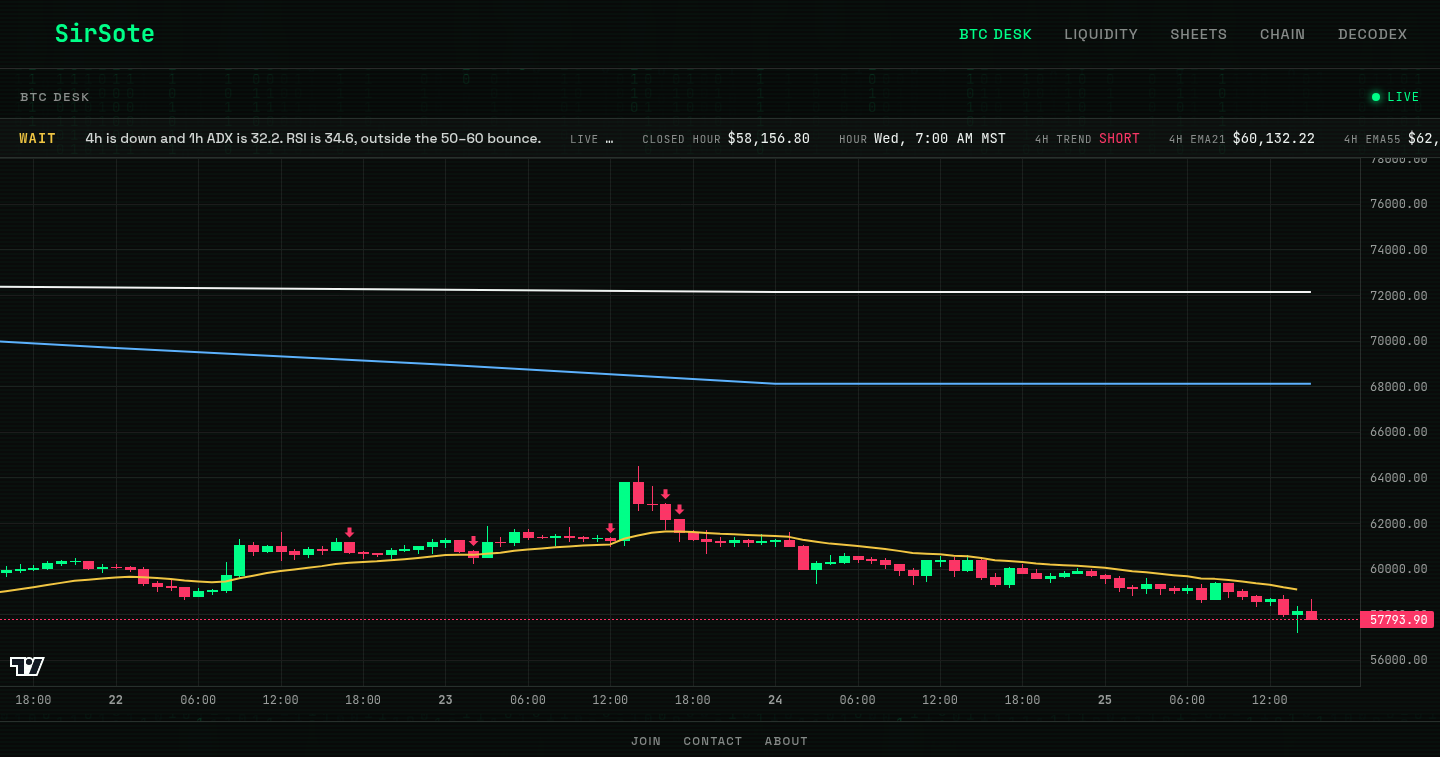 SirSote
BTC DESK LIQUIDITY SHEETS CHAIN DECODEX
BTC DESK
LIVE
WAIT 4h is down and 1h ADX is 32.2. RSI is 34.6, outside the 50–60 bounce. LIVE … CLOSED HOUR $58,156.80 HOUR Wed, 7:00 AM MST 4H TREND SHORT 4H EMA21 $60,132.22 4H EMA55 $62,
78000.00
76000.00
74000.00
72000.00
70000.00
68000.00
66000.00
64000.00
62000.00
60000.00
57793.90
56000.00
18:00 22 06:00 12:00 18:00 23 06:00 12:00 18:00 24 06:00 12:00 18:00 25 06:00 12:00
JOIN CONTACT ABOUT